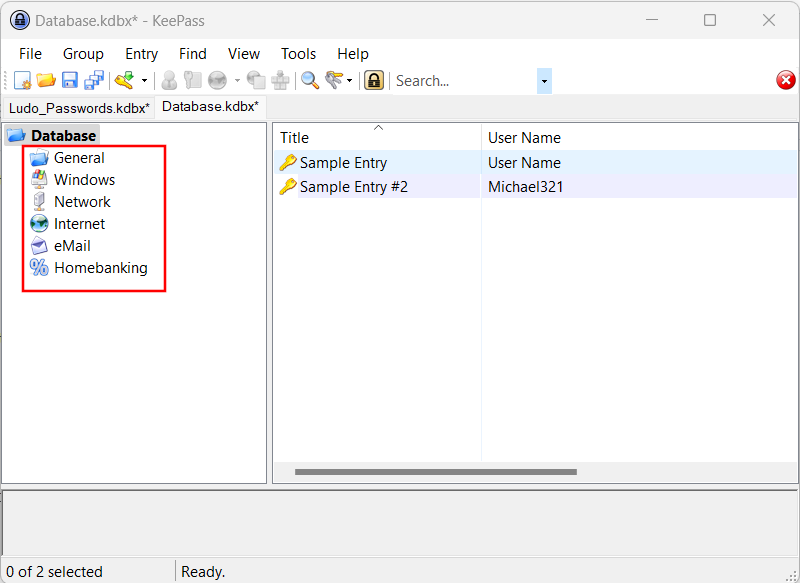 Database.kdbx* - KeePass
File Group Entry Find View Tools Help
Search...
Ludo_Passwords.kdbx* Database.kdbx*
Database
General
Windows
Network
Internet
eMail
Homebanking
Title User Name
Sample Entry User Name
Sample Entry #2 Michael321
0 of 2 selected Ready.